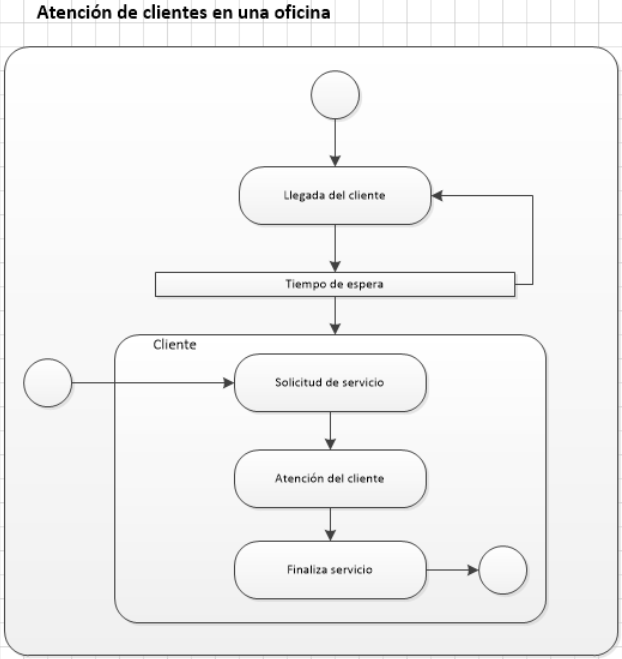 Atención de clientes en una oficina
Llegada del cliente
Tiempo de espera
Cliente
Solicitud de servicio
Atención del cliente
Finaliza servicio